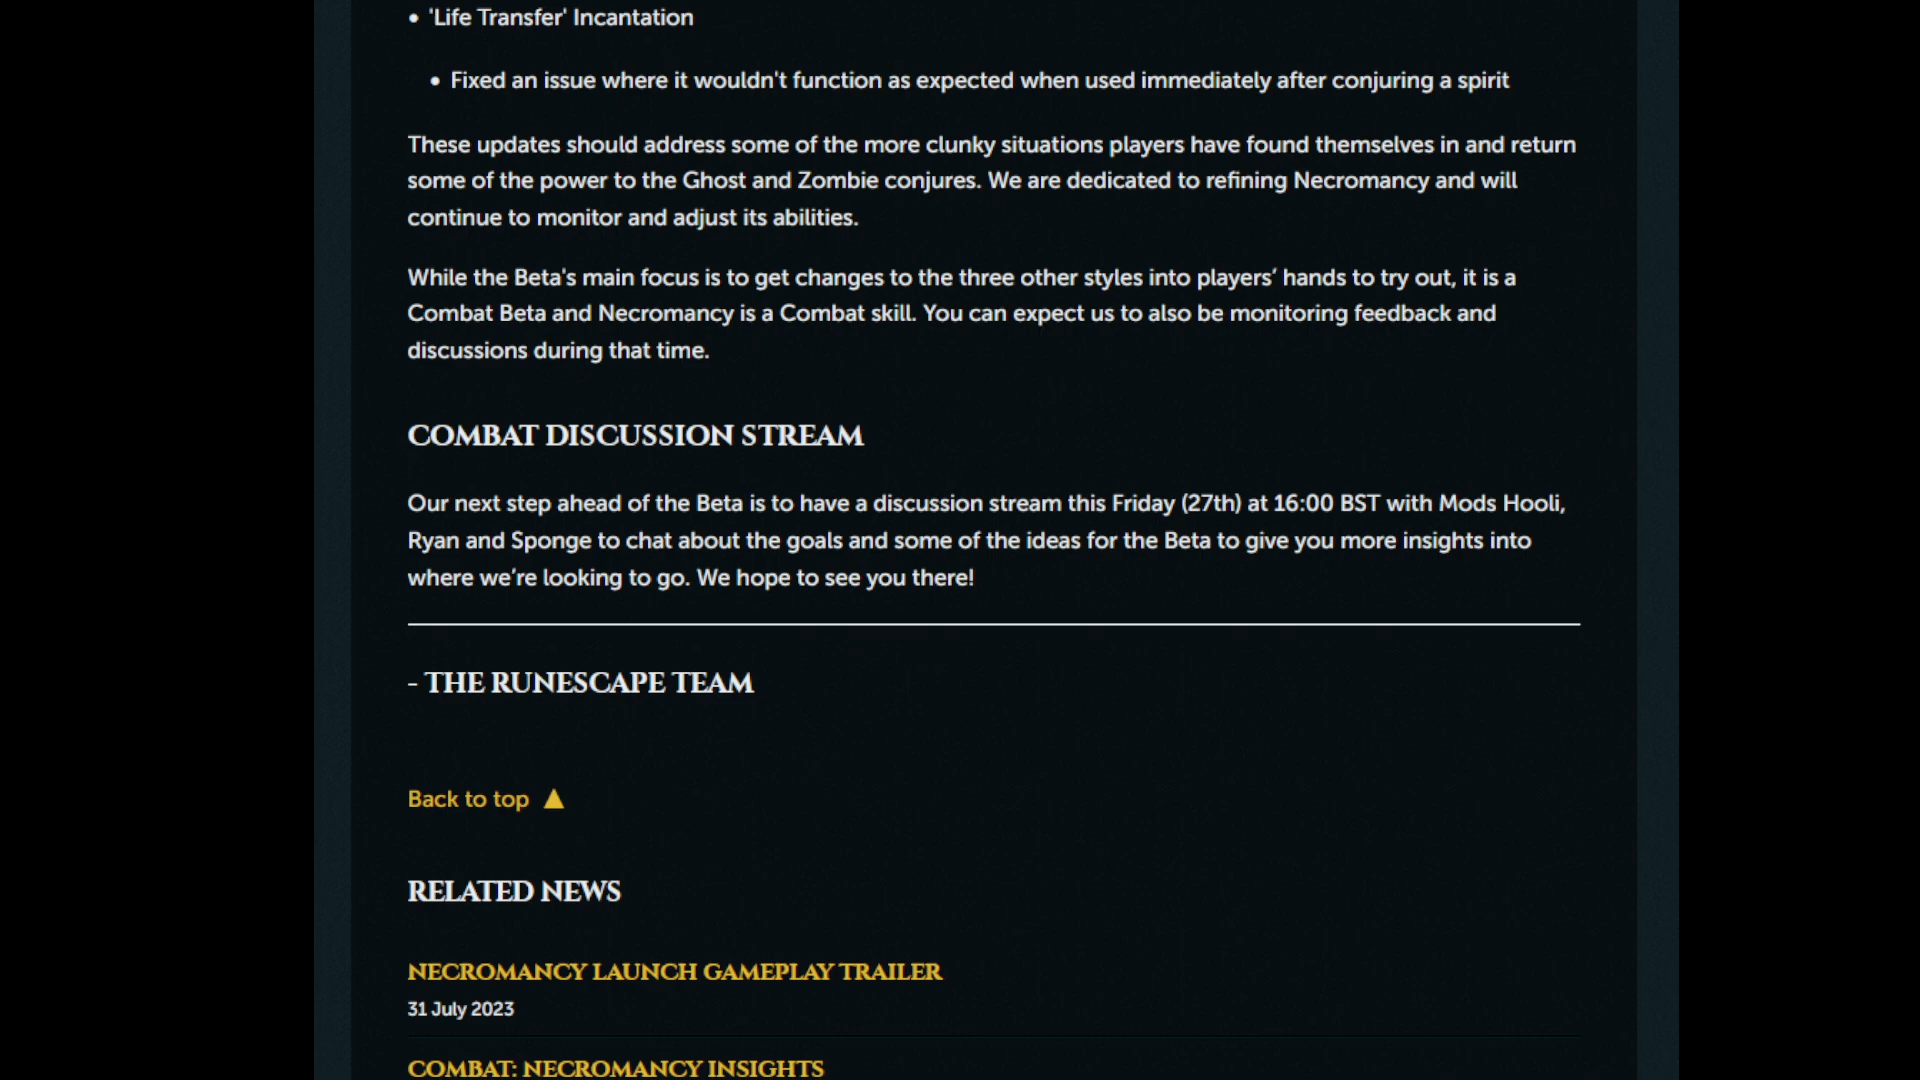 • 'Life Transfer' Incantation
• Fixed an issue where it wouldn't function as expected when used immediately after conjuring a spirit
These updates should address some of the more clunky situations players have found themselves in and return
some of the power to the Ghost and Zombie conjures. We are dedicated to refining Necromancy and will
continue to monitor and adjust its abilities.
While the Beta's main focus is to get changes to the three other styles into players’ hands to try out, it is a
Combat Beta and Necromancy is a Combat skill. You can expect us to also be monitoring feedback and
discussions during that time.
COMBAT DISCUSSION STREAM
Our next step ahead of the Beta is to have a discussion stream this Friday (27th) at 16:00 BST with Mods Hooli,
Ryan and Sponge to chat about the goals and some of the ideas for the Beta to give you more insights into
where we’re looking to go. We hope to see you there!
- THE RUNESCAPE TEAM
Back to top
RELATED NEWS
NECROMANCY LAUNCH GAMEPLAY TRAILER
31 July 2023
COMBAT: NECROMANCY INSIGHTS